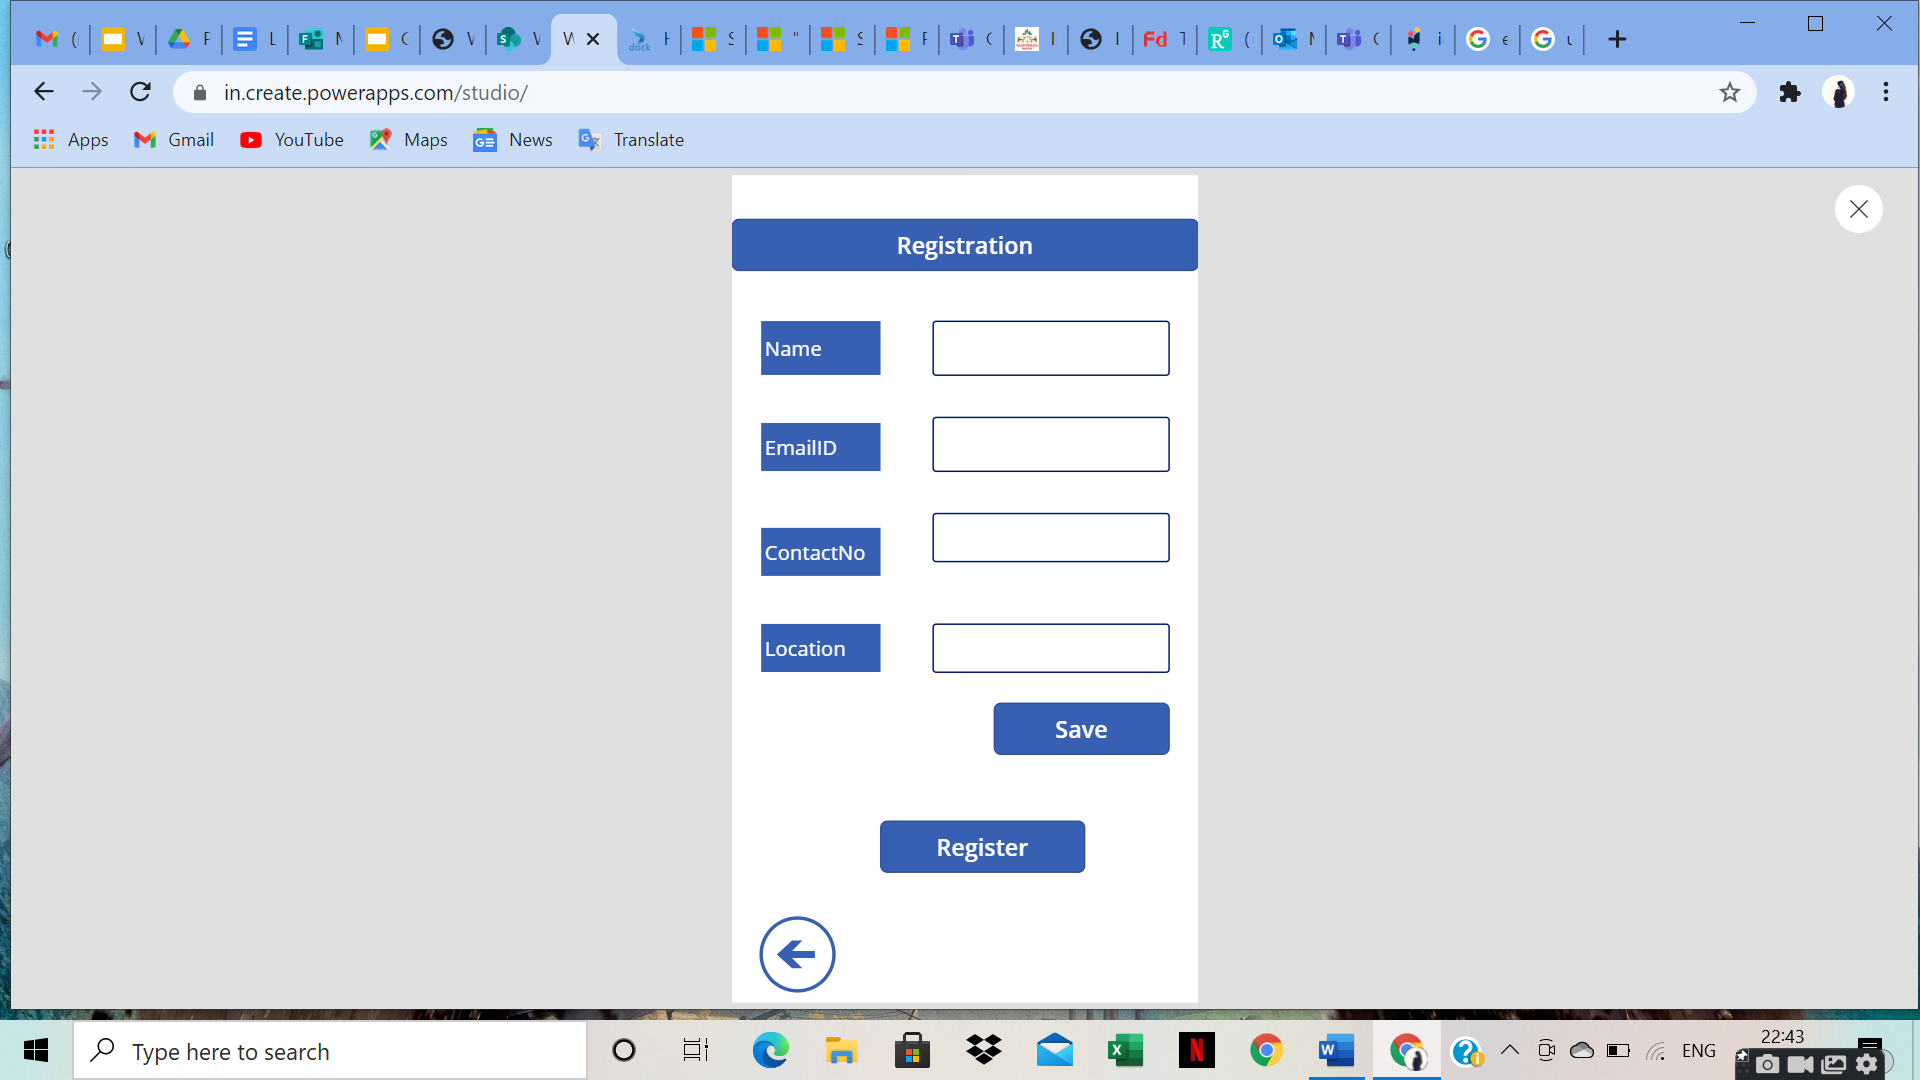 in.create.powerapps.com/studio/
Apps Gmail YouTube Maps News Translate
Registration
Name
EmailID
ContactNo
Location
Save
Register
Type here to search
ENG
22:43